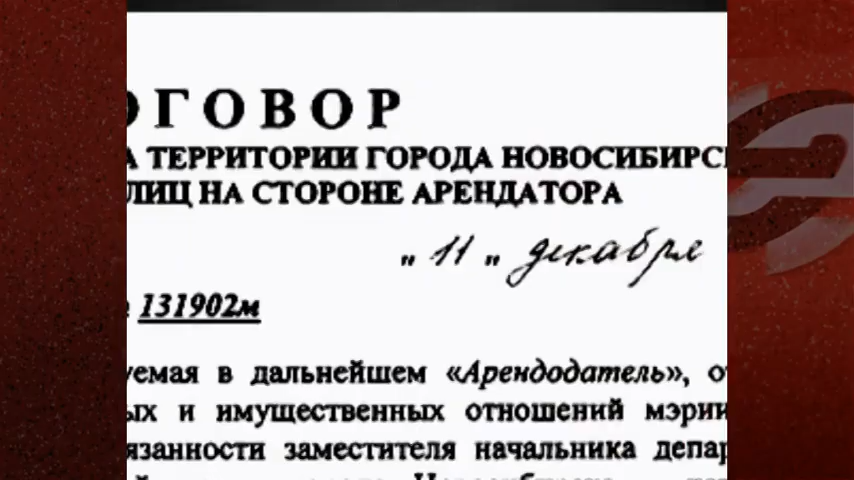 ОГОВОР
А ТЕРРИТОРИИ ГОРОДА НОВОСИБИРС
ЛИЦ НА СТОРОНЕ АРЕНДАТОРА
„ 11 „ декабря
131902м
уемая в дальнейшем «Арендодатель», о
ых и имущественных отношений мэрии
язанности заместителя начальника депар